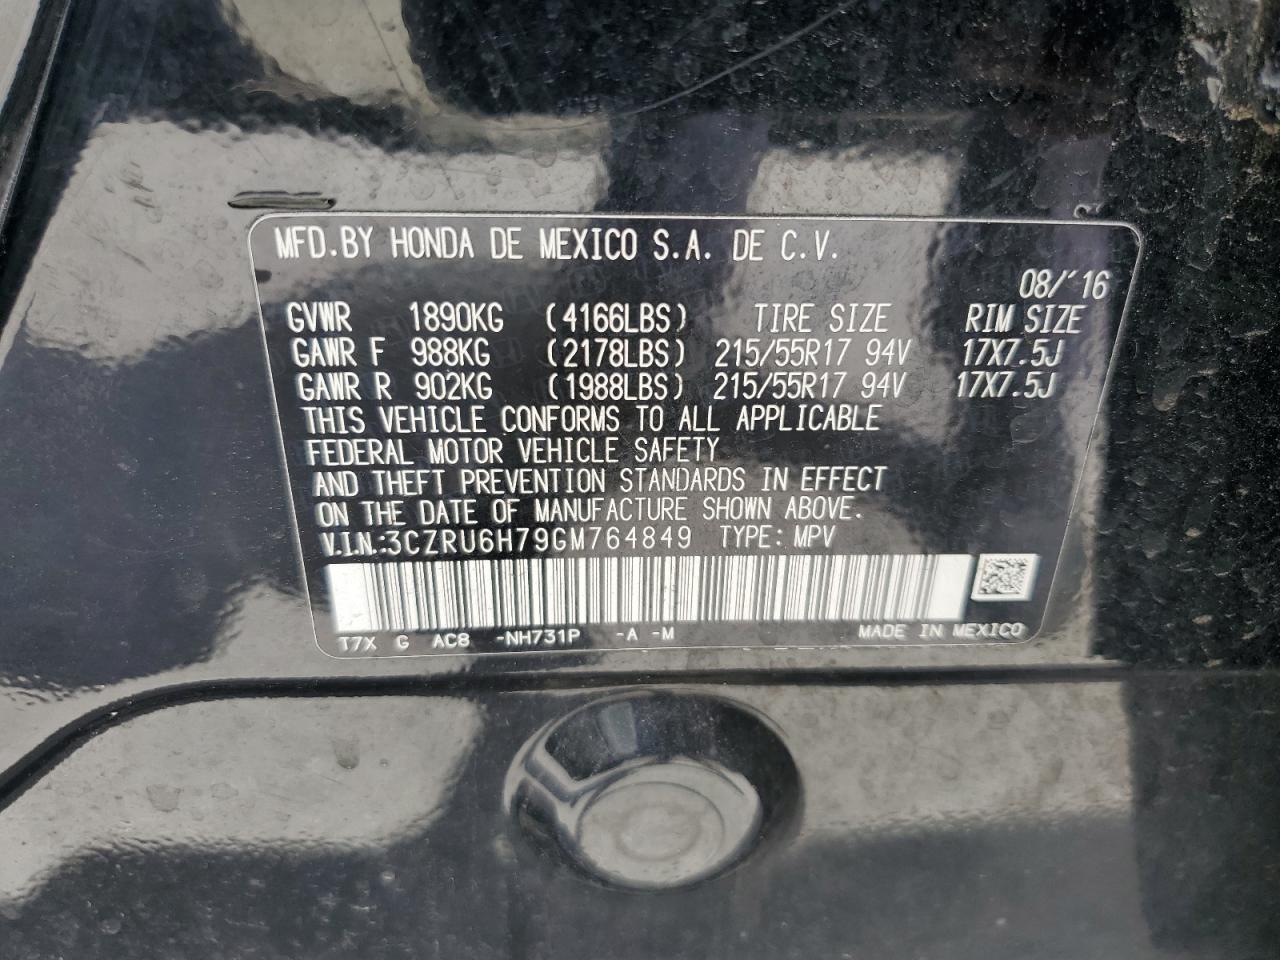 MFD.BY HONDA DE MEXICO S.A. DE C.V.
08/'16
GVWR 1890KG (4166LBS) TIRE SIZE RIM SIZE
GAWR F 988KG (2178LBS) 215/55R17 94V 17X7.5J
GAWR R 902KG (1988LBS) 215/55R17 94V 17X7.5J
THIS VEHICLE CONFORMS TO ALL APPLICABLE
FEDERAL MOTOR VEHICLE SAFETY
AND THEFT PREVENTION STANDARDS IN EFFECT
ON THE DATE OF MANUFACTURE SHOWN ABOVE.
V.I.N.:3CZRU6H79GM764849 TYPE: MPV
T7X G AC8 -NH731P -A -M MADE IN MEXICO